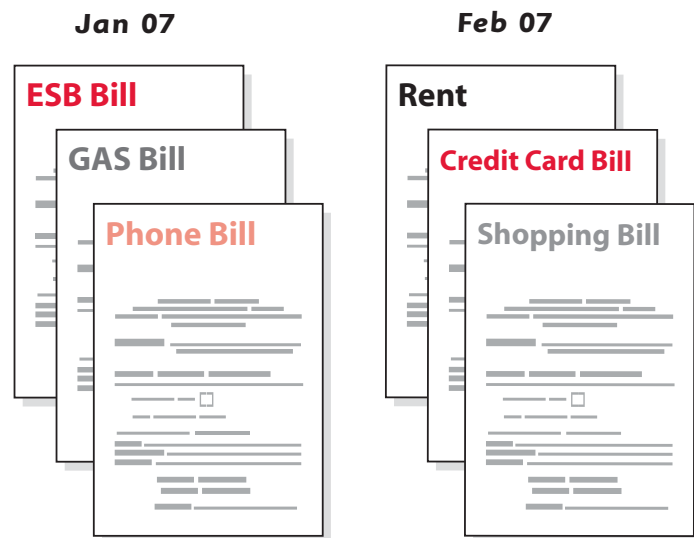 Jan 07
ESB Bill
GAS Bill
Phone Bill
Feb 07
Rent
Credit Card Bill
Shopping Bill